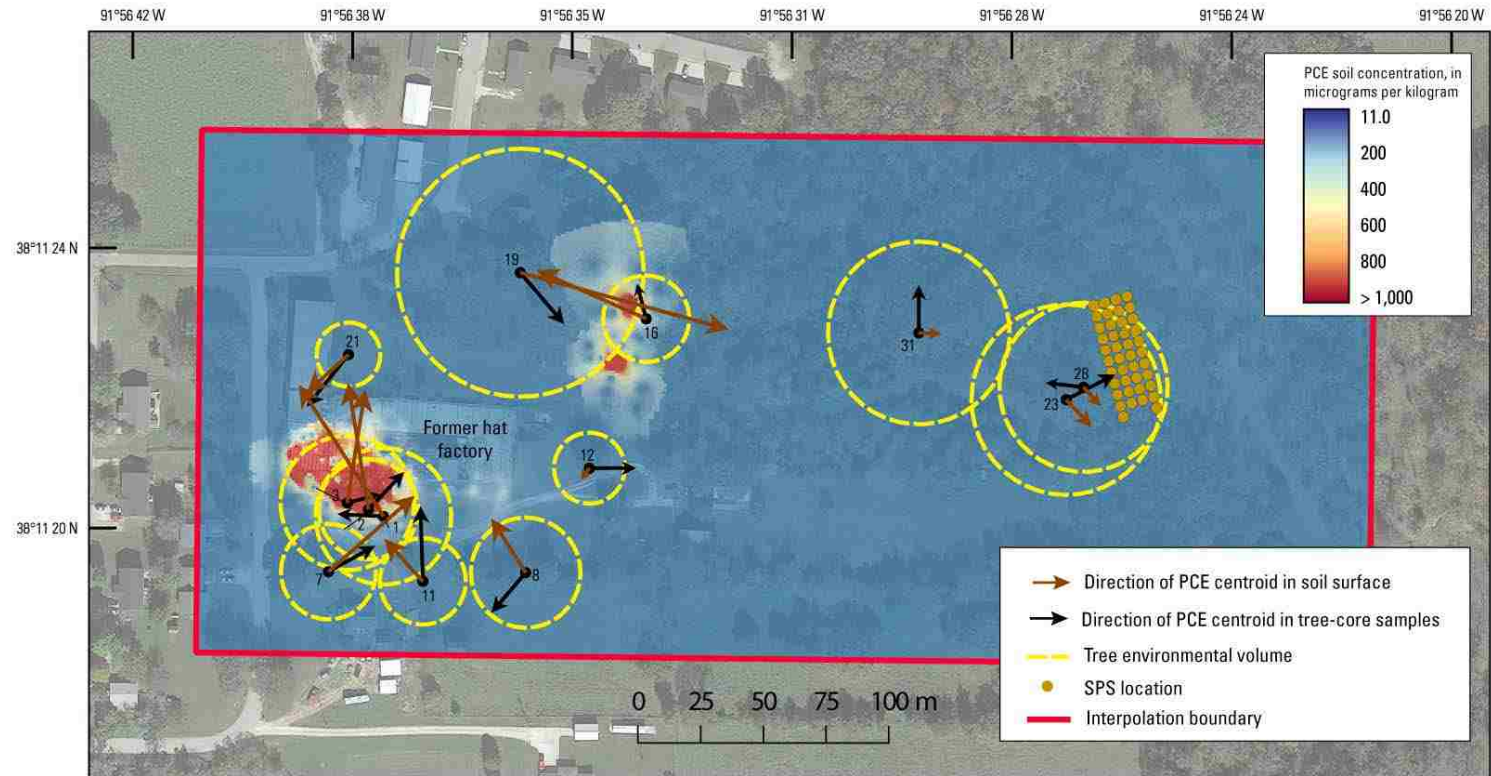 91°56 42 W
91°56 38 W
91°56 35 W
91°56 31 W
91°56 28 W
91°56 24 W
91°56 20 W
PCE soil concentration, in
micrograms per kilogram
11.0
200
400
600
800
> 1,000
38°11 24 N
38°11 20 N
19
16
31
21
28
23
Former hat
factory
12
3
2
1
7
11
8
Direction of PCE centroid in soil surface
Direction of PCE centroid in tree-core samples
Tree environmental volume
SPS location
Interpolation boundary
0 25 50 75 100 m